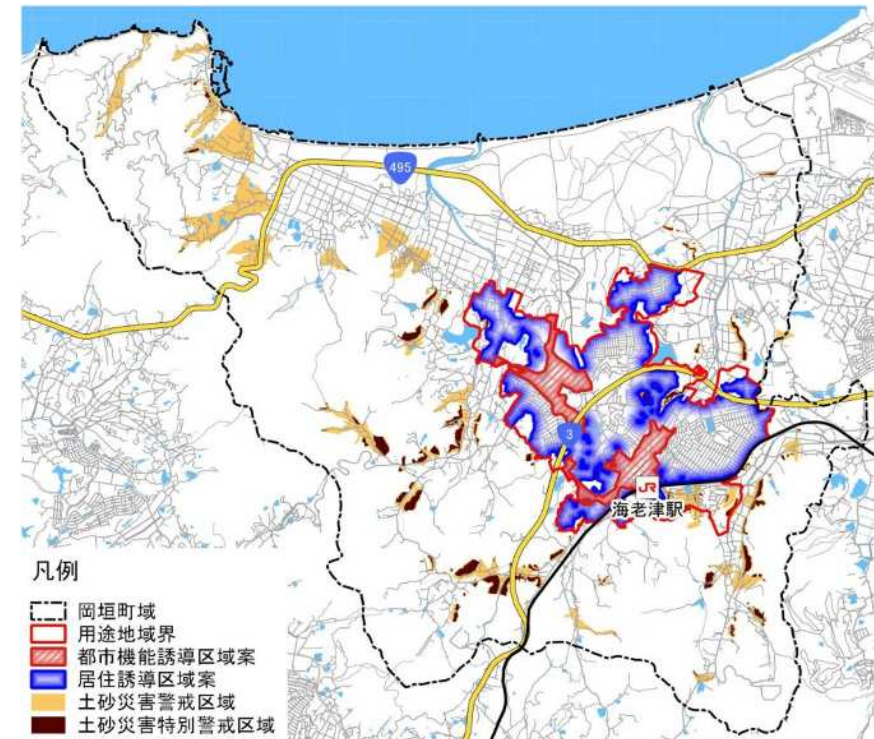 495
3
JR
海老津駅
凡例
岡垣町域
用途地域界
都市機能誘導区域案
居住誘導区域案
土砂災害警戒区域
土砂災害特別警戒区域